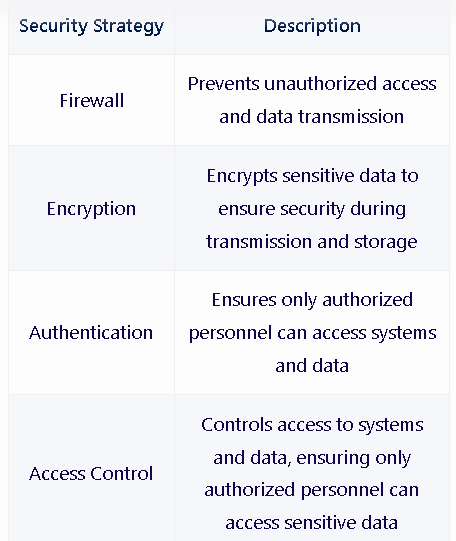 Security Strategy
Description
Firewall
Prevents unauthorized access
and data transmission
Encryption
Encrypts sensitive data to
ensure security during
transmission and storage
Authentication
Ensures only authorized
personnel can access systems
and data
Access Control
Controls access to systems
and data, ensuring only
authorized personnel can
access sensitive data